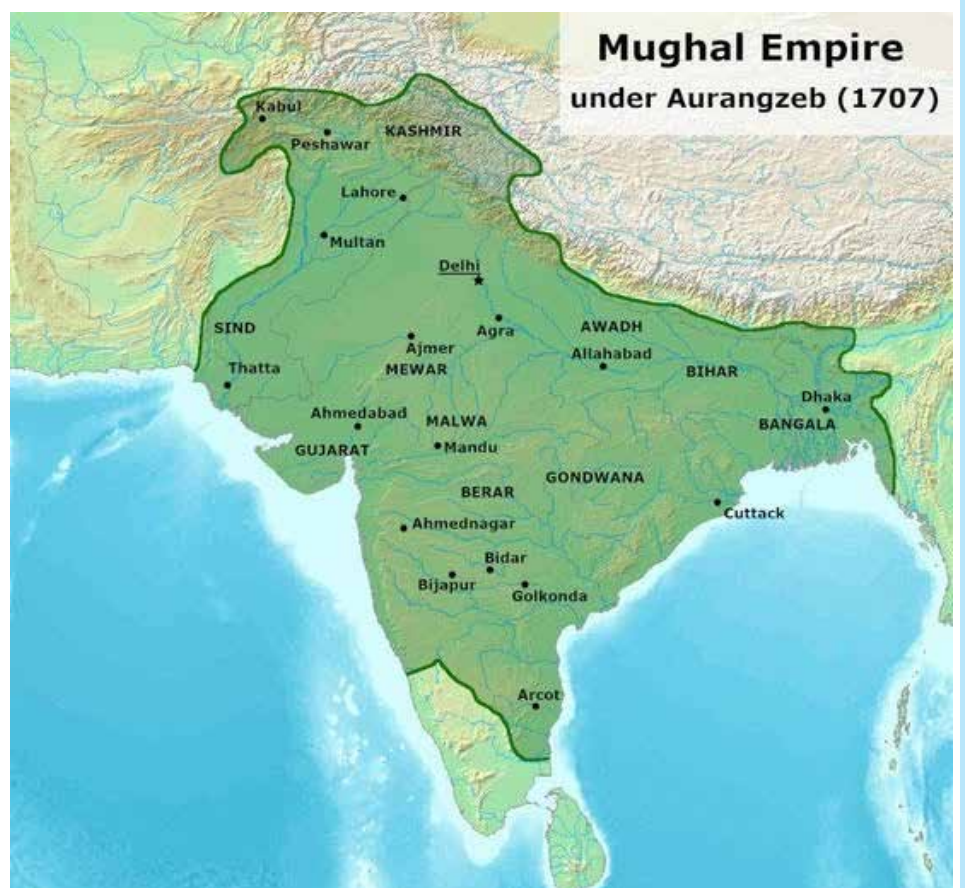 Mughal Empire
under Aurangzeb (1707)
Kabul
Peshawar
KASHMIR
Lahore
Multan
Delhi
SIND
Agra
AWADH
Ajmer
Allahabad
Thatta
MEWAR
BIHAR
Dhaka
Ahmedabad
MALWA
BANGALA
GUJARAT
Mandu
GONDWANA
BERAR
Cuttack
Ahmednagar
Bidar
Bijapur
Golkonda
Arcot